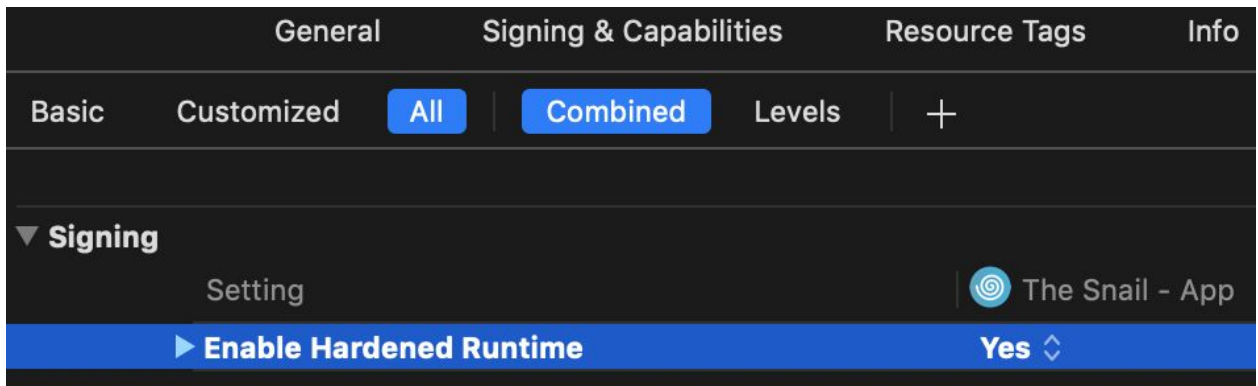 General Signing & Capabilities Resource Tags Info
Basic Customized All Combined Levels +
Signing
Setting The Snail - App
Enable Hardened Runtime Yes